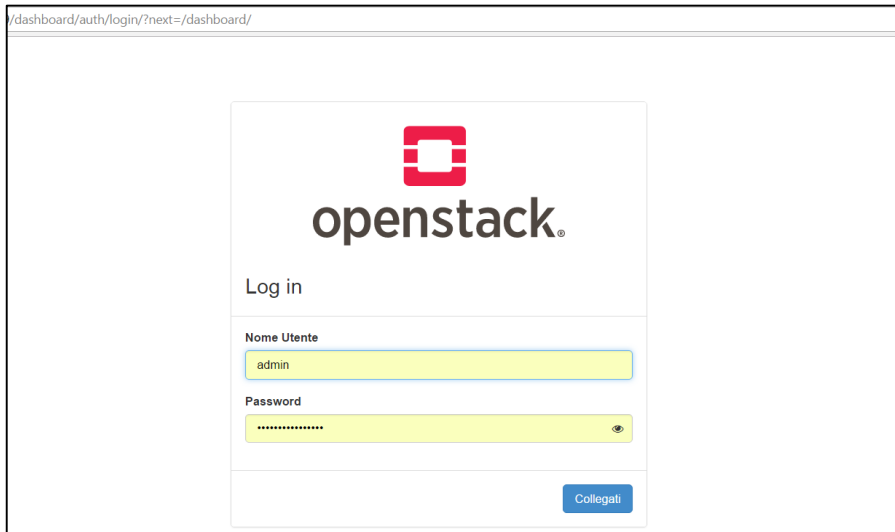 /dashboard/auth/login/?next=/dashboard/
openstack®
Log in
Nome Utente
admin
Password
••••••••••••••••
Collegati